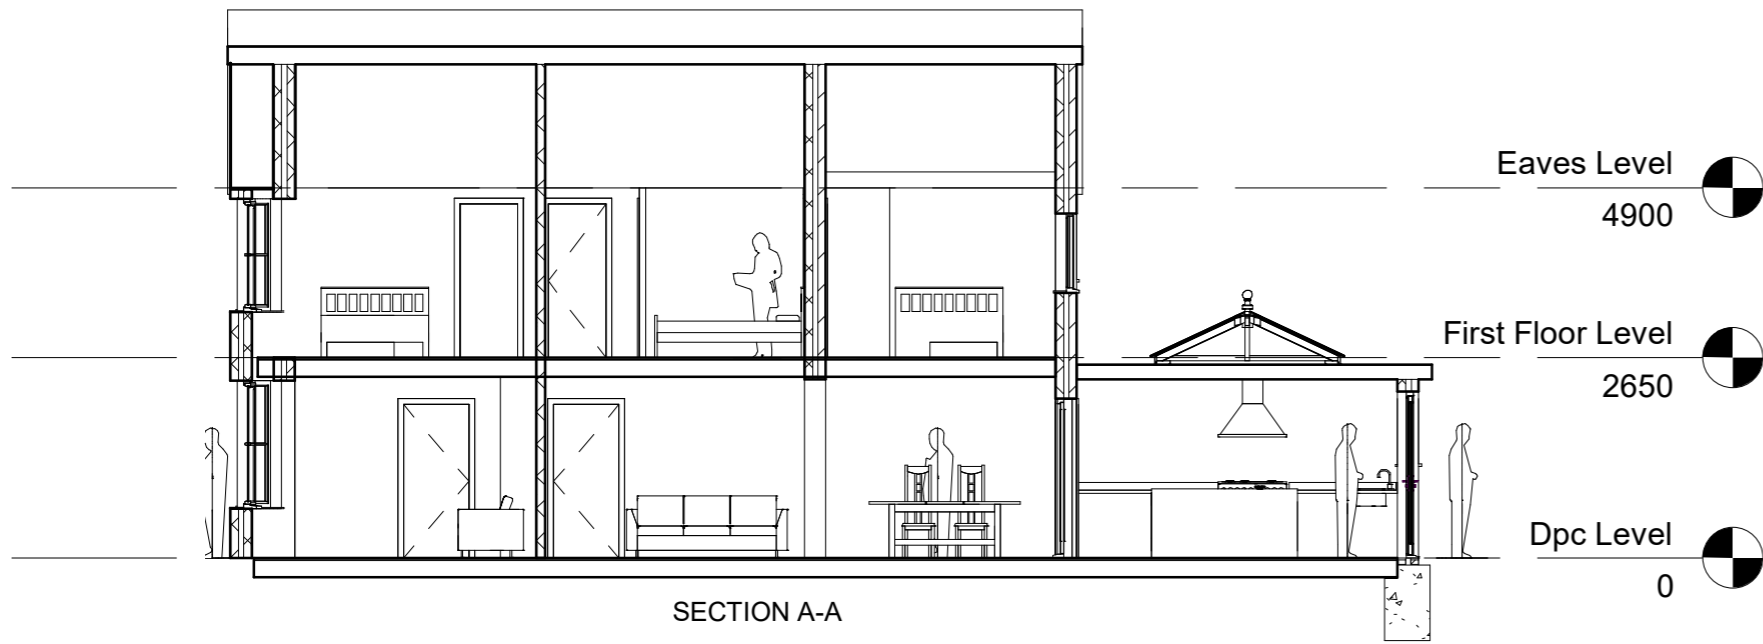 Eaves Level
4900
First Floor Level
2650
Dpc Level
0
SECTION A-A